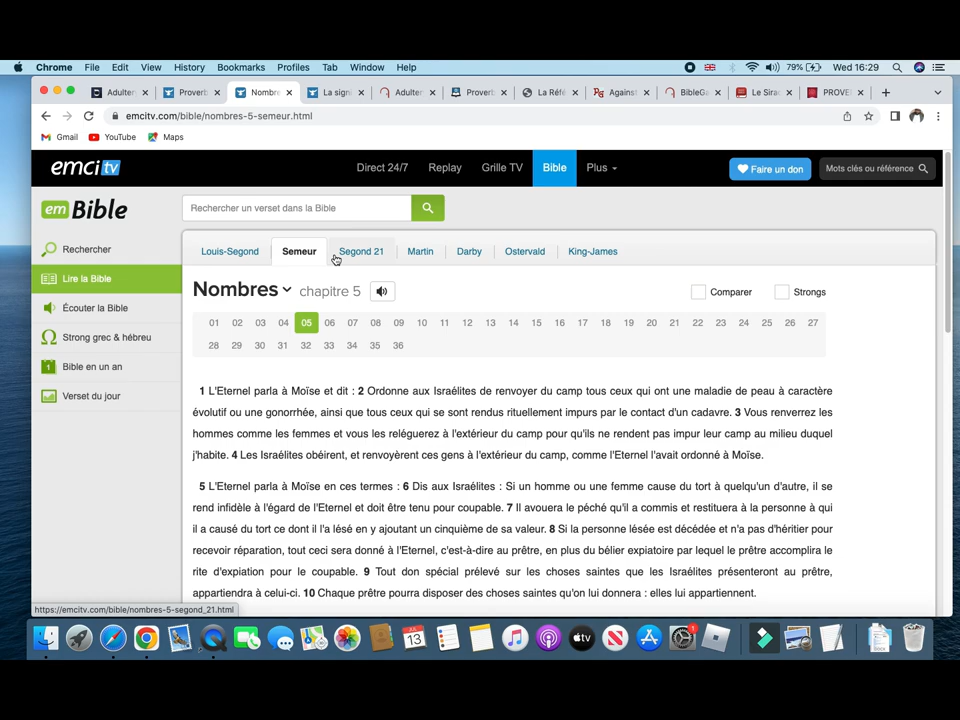 Chrome File Edit View History Bookmarks Profiles Tab Window Help 79% Wed 16:29
Adulter Proverb Nombre La sign Adulter Proverb La Réfé Against BibleGa Le Sirac PROVE
emcitv.com/bible/nombres-5-semeur.html
Gmail YouTube Maps
emci tv Direct 24/7 Replay Grille TV Bible Plus Faire un don Mots clés ou référence
em Bible Rechercher un verset dans la Bible
Rechercher
Lire la Bible
Écouter la Bible
Strong grec & hébreu
1 Bible en un an
Verset du jour
Louis-Segond Semeur Segond 21 Martin Darby Ostervald King-James
Nombres chapitre 5 Comparer Strongs
01 02 03 04 05 06 07 08 09 10 11 12 13 14 15 16 17 18 19 20 21 22 23 24 25 26 27
28 29 30 31 32 33 34 35 36
1 L'Eternel parla à Moïse et dit : 2 Ordonne aux Israélites de renvoyer du camp tous ceux qui ont une maladie de peau à caractère
évolutif ou une gonorrhée, ainsi que tous ceux qui se sont rendus rituellement impurs par le contact d'un cadavre. 3 Vous renverrez les
hommes comme les femmes et vous les reléguerez à l'extérieur du camp pour qu'ils ne rendent pas impur leur camp au milieu duquel
j'habite. 4 Les Israélites obéirent, et renvoyèrent ces gens à l'extérieur du camp, comme l'Eternel l'avait ordonné à Moïse.
5 L'Eternel parla à Moïse en ces termes : 6 Dis aux Israélites : Si un homme ou une femme cause du tort à quelqu'un d'autre, il se
rend infidèle à l'égard de l'Eternel et doit être tenu pour coupable. 7 Il avouera le péché qu'il a commis et restituera à la personne à qui
il a causé du tort ce dont il l'a lésé en y ajoutant un cinquième de sa valeur. 8 Si la personne lésée est décédée et n'a pas d'héritier pour
recevoir réparation, tout ceci sera donné à l'Eternel, c'est-à-dire au prêtre, en plus du bélier expiatoire par lequel le prêtre accomplira le
rite d'expiation pour le coupable. 9 Tout don spécial prélevé sur les choses saintes que les Israélites présenteront au prêtre,
appartiendra à celui-ci. 10 Chaque prêtre pourra disposer des choses saintes qu'on lui donnera : elles lui appartiennent.
https://emcitv.com/bible/nombres-5-segond_21.html
13 tv 1